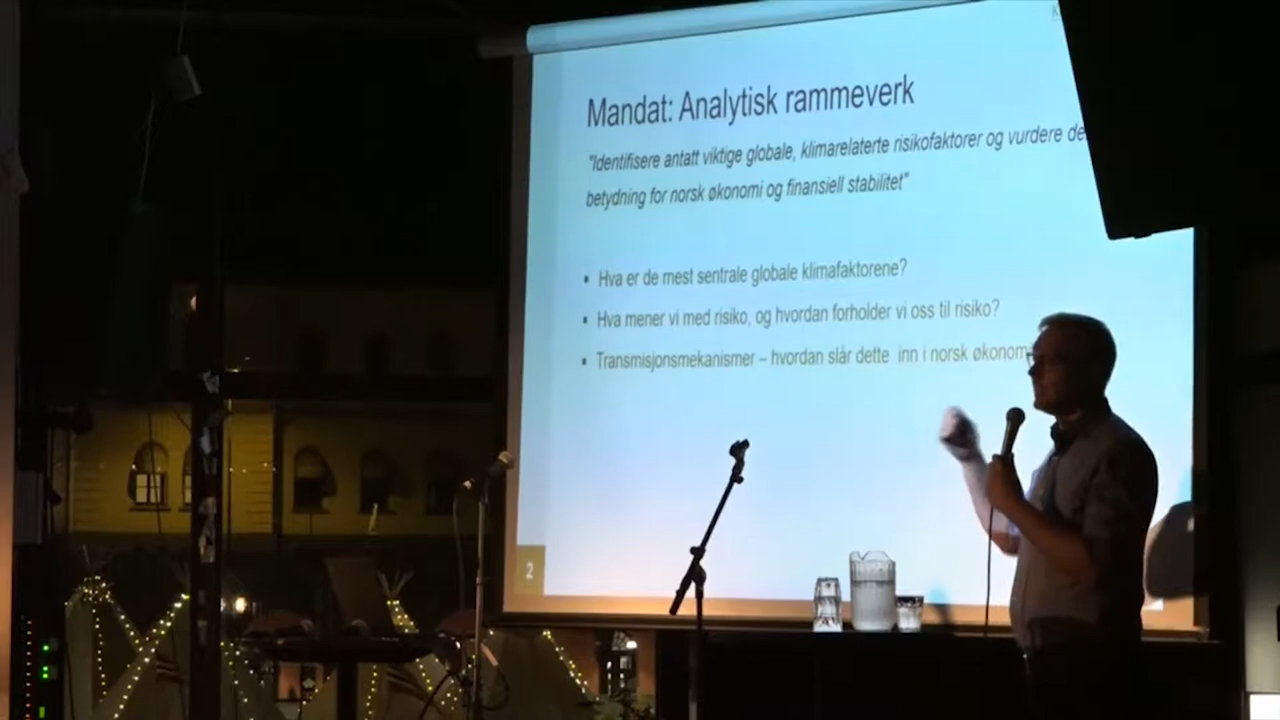 Mandat: Analytisk rammeverk
"Identifisere antatt viktige globale, klimarelaterte risikofaktorer og vurdere
betydning for norsk økonomi og finansiell stabilitet"
▪ Hva er de mest sentrale globale klimafaktorene?
▪ Hva mener vi med risiko, og hvordan forholder vi oss til risiko?
▪ Transmisjonsmekanismer – hvordan slår dette inn i norsk økonom
2